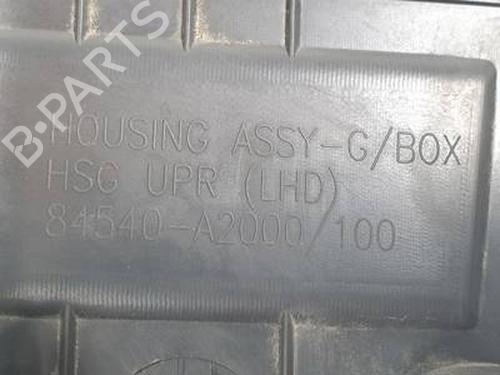 B-PARTS
HOUSING ASSY-G/BOX
HSG UPR (LHD)
84540-A2000/100